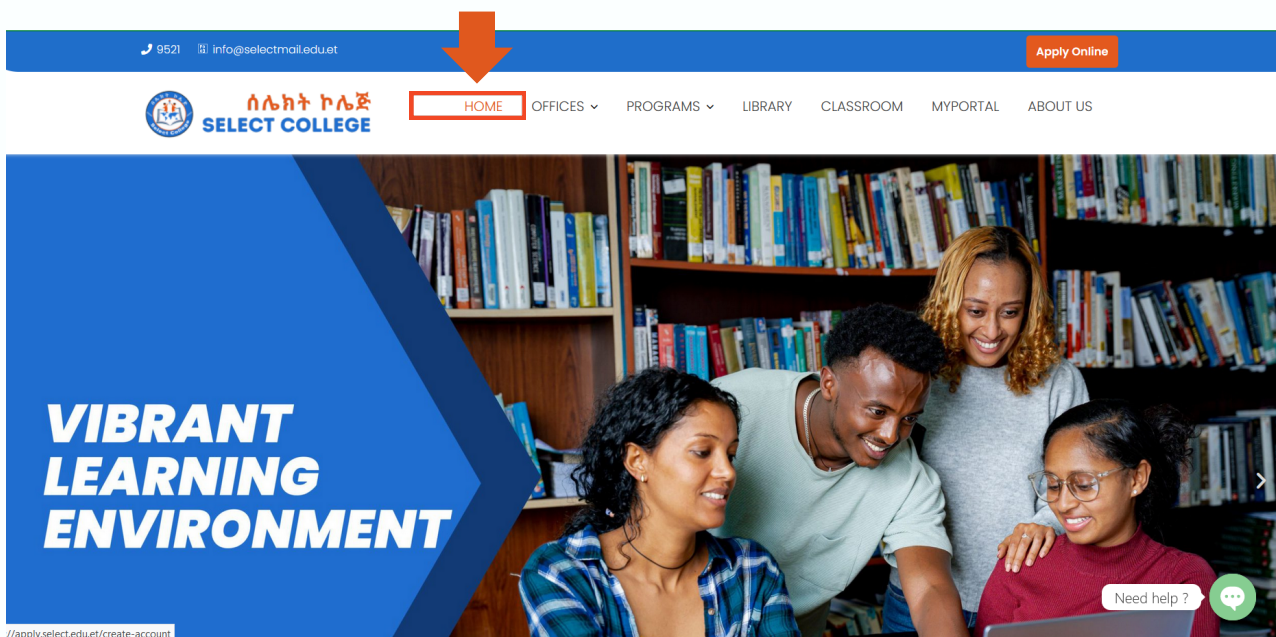 9521 info@selectmail.edu.et
Apply Online
ሰሌክት ኮሌጅ
SELECT COLLEGE
HOME OFFICES PROGRAMS LIBRARY CLASSROOM MYPORTAL ABOUT US
VIBRANT
LEARNING
ENVIRONMENT
Need help ?
//apply.select.edu.et/create-account